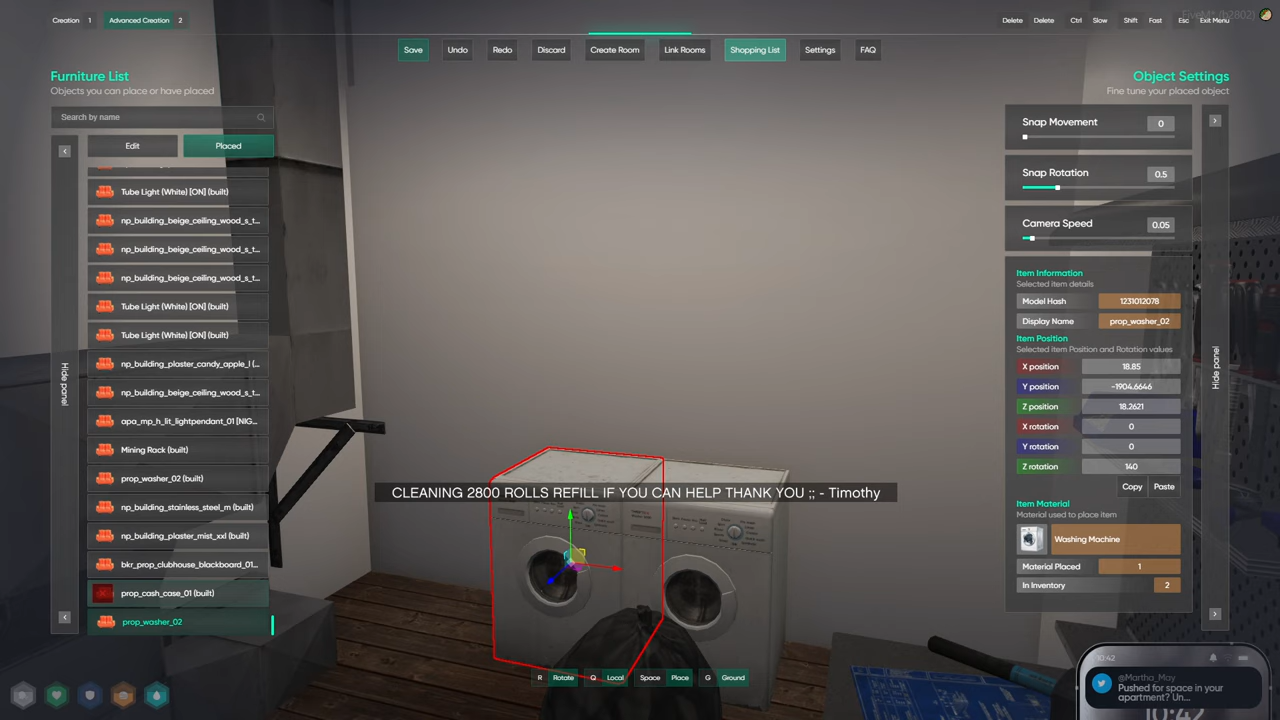 Creation 1 Advanced Creation 2
Delete Delete Ctrl Slow Shift Fast Esc Exit Menu
Save Undo Redo Discard Create Room Link Rooms Shopping List Settings FAQ
Furniture List
Objects you can place or have placed
Search by name
Edit Placed
Hide panel
Tube Light (White) [ON] (built)
np_building_beige_ceiling_wood_s_t...
np_building_beige_ceiling_wood_s_t...
np_building_beige_ceiling_wood_s_t...
Tube Light (White) [ON] (built)
Tube Light (White) [ON] (built)
np_building_plaster_candy_apple_l (...
np_building_beige_ceiling_wood_s_t...
apa_mp_h_lit_lightpendant_01 [NIG...
Mining Rack (built)
prop_washer_02 (built)
np_building_stainless_steel_m (built)
np_building_plaster_mist_xxl (built)
bkr_prop_clubhouse_blackboard_01...
prop_cash_case_01 (built)
prop_washer_02
CLEANING 2800 ROLLS REFILL IF YOU CAN HELP THANK YOU ;; - Timothy
R Rotate Q Local Space Place G Ground
Object Settings
Fine tune your placed object
Snap Movement 0
Snap Rotation 0.5
Camera Speed 0.05
Item Information
Selected item details
Model Hash 1231012078
Display Name prop_washer_02
Item Position
Selected item Position and Rotation values
X position 18.85
Y position -1904.6646
Z position 18.2621
X rotation 0
Y rotation 0
Z rotation 140
Copy Paste
Item Material
Material used to place item
Washing Machine
Material Placed 1
In Inventory 2
Hide panel
10:42
@Martha_May
Pushed for space in your
apartment? Un...
10:42